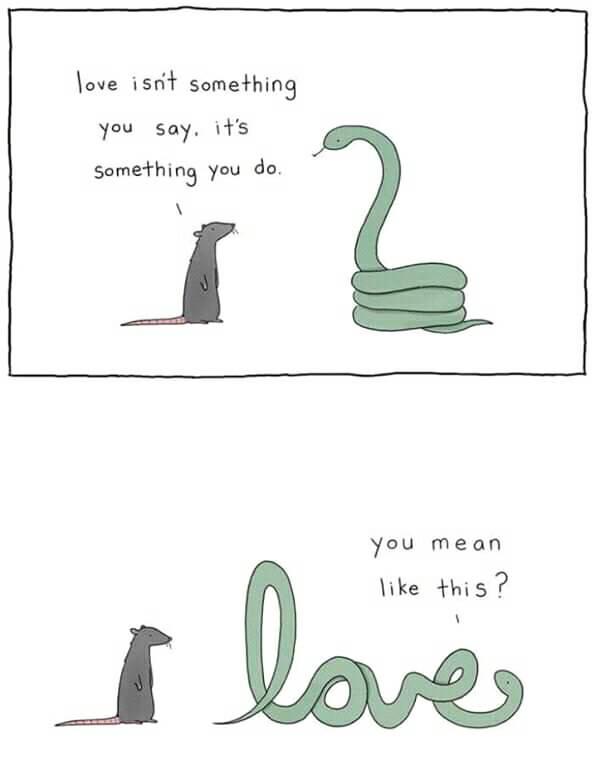 love isn't something
you say. it's
something you do.
you mean
like this?
love